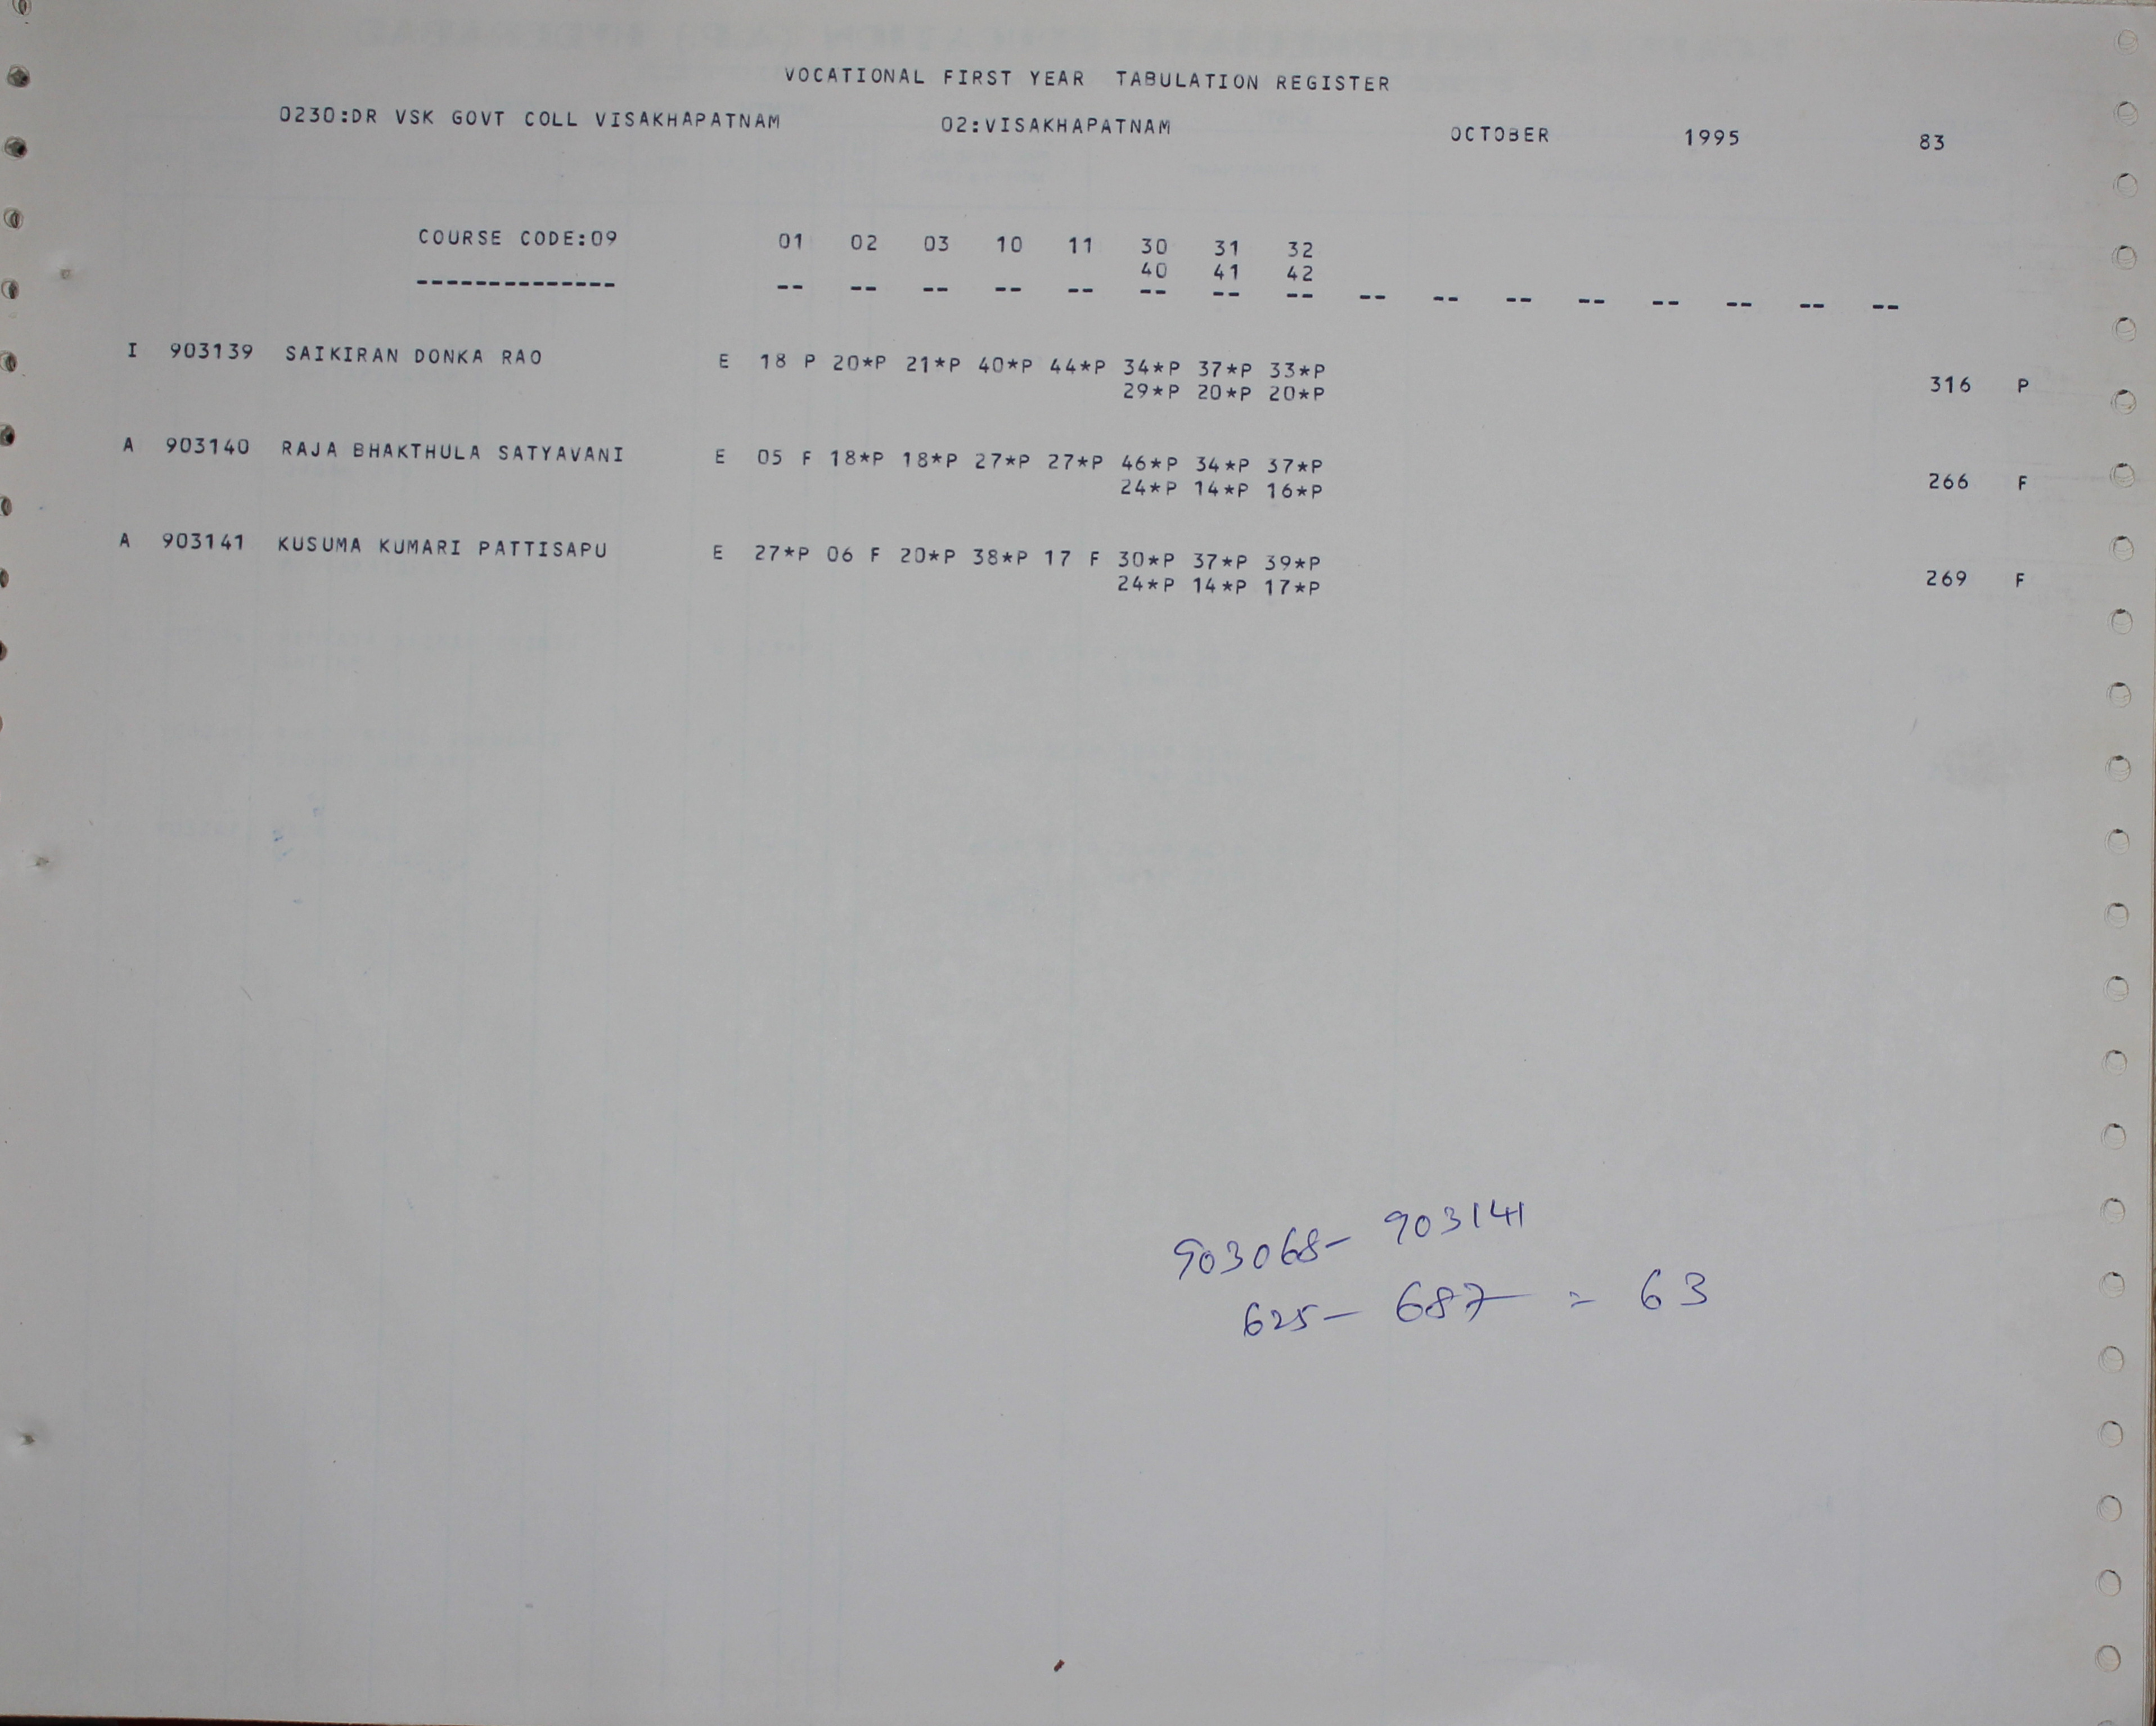 VOCATIONAL FIRST YEAR TABULATION REGISTER
0230:DR VSK GOVT COLL VISAKHAPATNAM 02:VISAKHAPATNAM OCTOBER 1995 83
COURSE CODE:09 01 02 03 10 11 30 31 32
40 41 42
-------------- -- -- -- -- -- -- -- -- -- -- -- -- -- -- -- --
I 903139 SAIKIRAN DONKA RAO E 18 P 20*P 21*P 40*P 44*P 34*P 37*P 33*P
29*P 20*P 20*P 316 P
A 903140 RAJA BHAKTHULA SATYAVANI E 05 F 18*P 18*P 27*P 27*P 46*P 34*P 37*P
24*P 14*P 16*P 266 F
A 903141 KUSUMA KUMARI PATTISAPU E 27*P 06 F 20*P 38*P 17 F 30*P 37*P 39*P
24*P 14*P 17*P 269 F
903068- 903141
625- 687 = 63